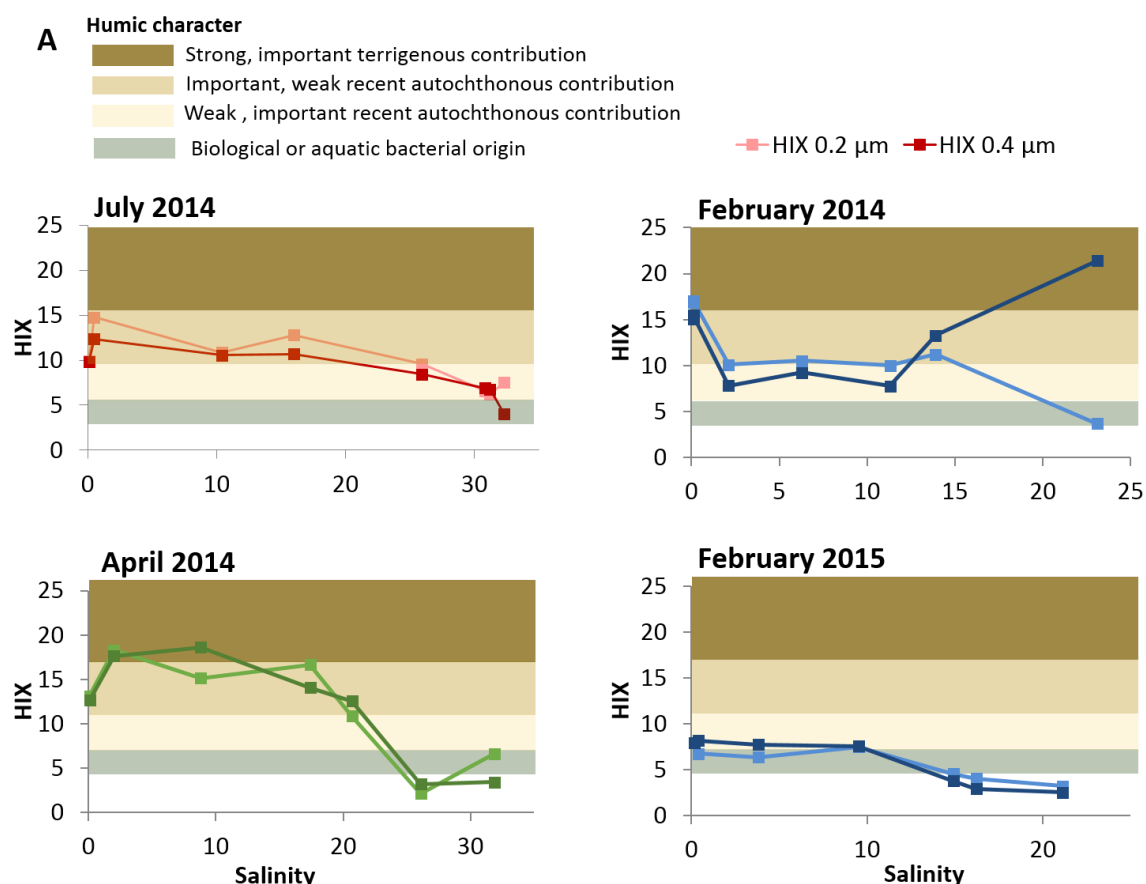 A
Humic character
Strong, important terrigenous contribution
Important, weak recent autochthonous contribution
Weak , important recent autochthonous contribution
Biological or aquatic bacterial origin
HIX 0.2 µm HIX 0.4 µm
July 2014
25
20
15
10
5
0
HIX
0 10 20 30
February 2014
25
20
15
10
5
0
HIX
0 5 10 15 20 25
April 2014
25
20
15
10
5
0
HIX
0 10 20 30
Salinity
February 2015
25
20
15
10
5
0
HIX
0 10 20
Salinity